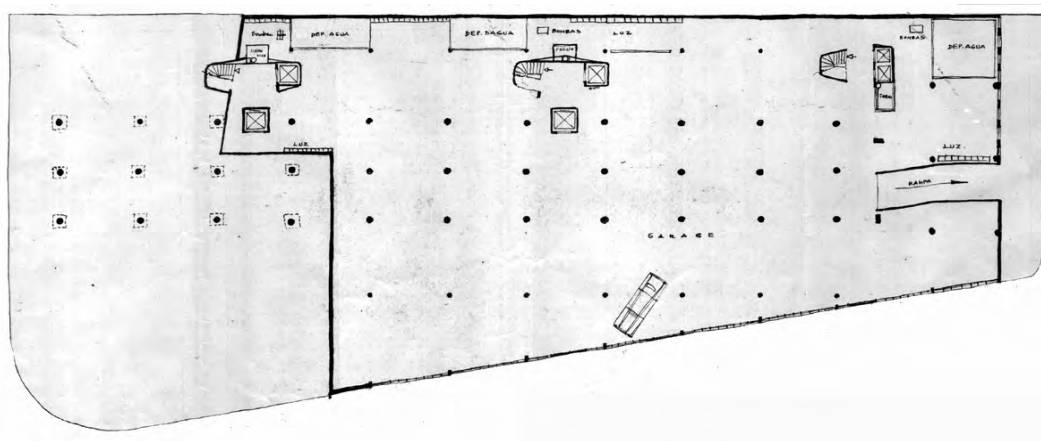 DEP. AGUA
DEP. D'AGUA
BOMBAS
LUZ
BOMBAS
DEP. AGUA
LUZ
LUZ.
RAMPA
GARAGE